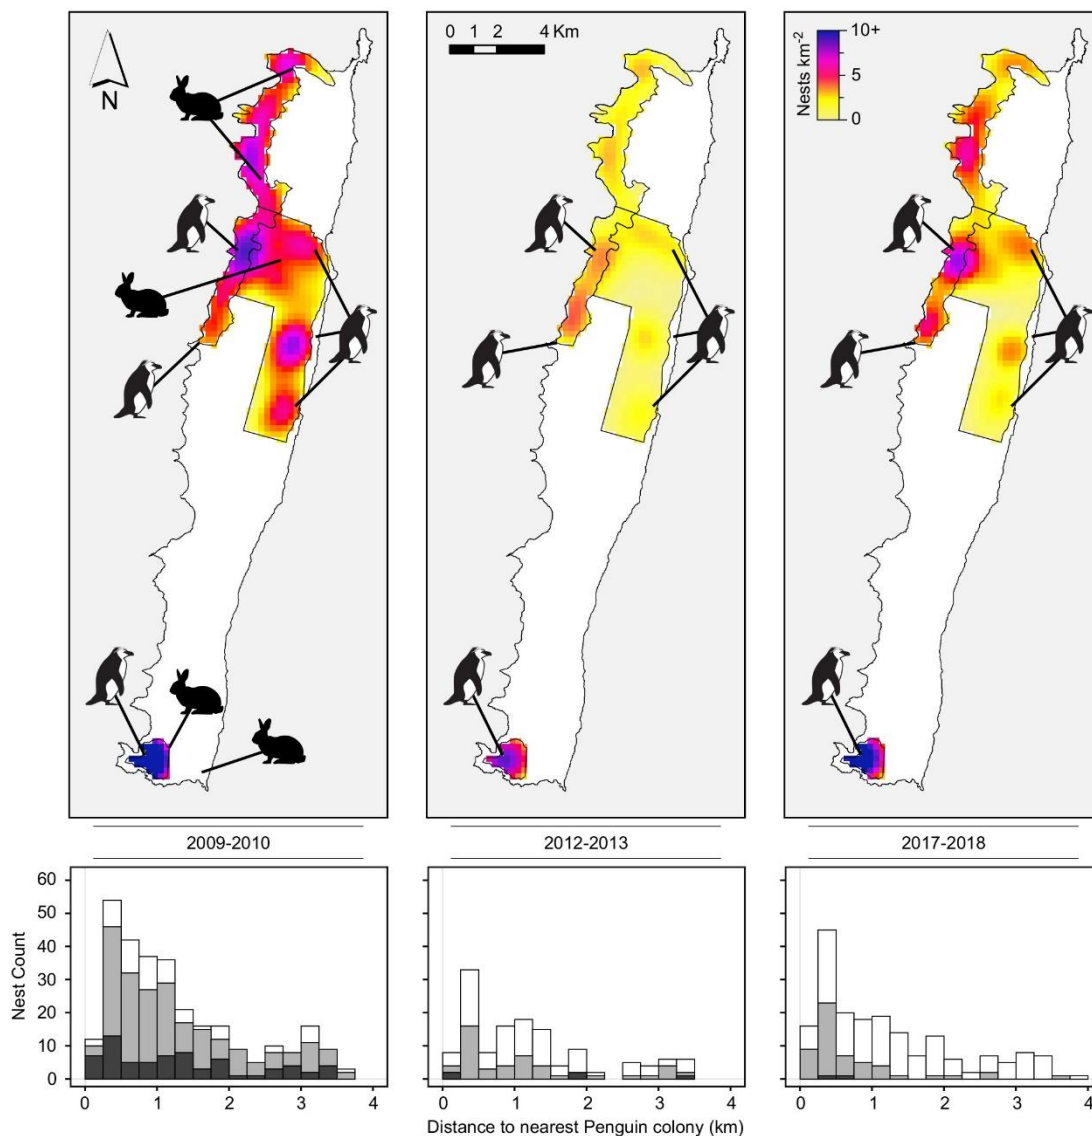 N
0 1 2 4 Km
Nests km-2
10+
5
0
2009-2010
2012-2013
2017-2018
Nest Count
60
50
40
30
20
10
0
0 1 2 3 4
0 1 2 3 4
0 1 2 3 4
Distance to nearest Penguin colony (km)